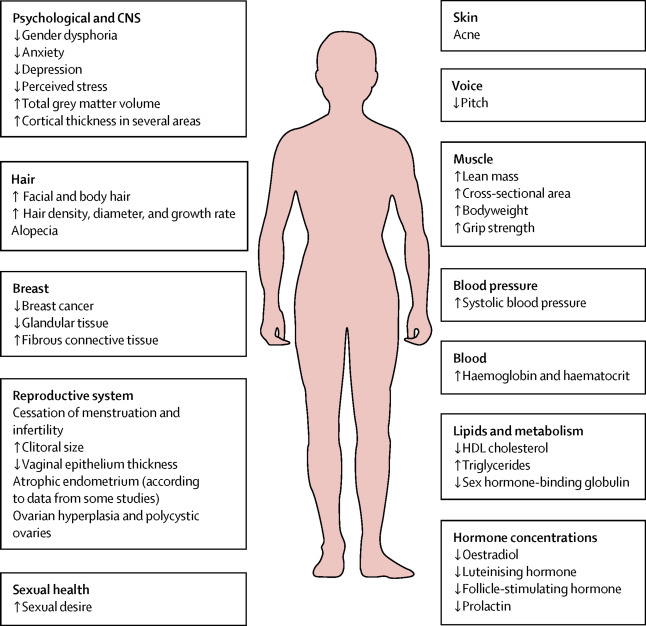 Psychological and CNS
↓Gender dysphoria
↓Anxiety
↓Depression
↓Perceived stress
↑Total grey matter volume
↑Cortical thickness in several areas
Hair
↑ Facial and body hair
↑ Hair density, diameter, and growth rate
Alopecia
Breast
↓Breast cancer
↓Glandular tissue
↑Fibrous connective tissue
Reproductive system
Cessation of menstruation and
infertility
↑Clitoral size
↓Vaginal epithelium thickness
Atrophic endometrium (according
to data from some studies)
Ovarian hyperplasia and polycystic
ovaries
Sexual health
↑Sexual desire
Skin
Acne
Voice
↓Pitch
Muscle
↑Lean mass
↑Cross-sectional area
↑Bodyweight
↑Grip strength
Blood pressure
↑Systolic blood pressure
Blood
↑Haemoglobin and haematocrit
Lipids and metabolism
↓HDL cholesterol
↑Triglycerides
↓Sex hormone-binding globulin
Hormone concentrations
↓Oestradiol
↓Luteinising hormone
↓Follicle-stimulating hormone
↓Prolactin